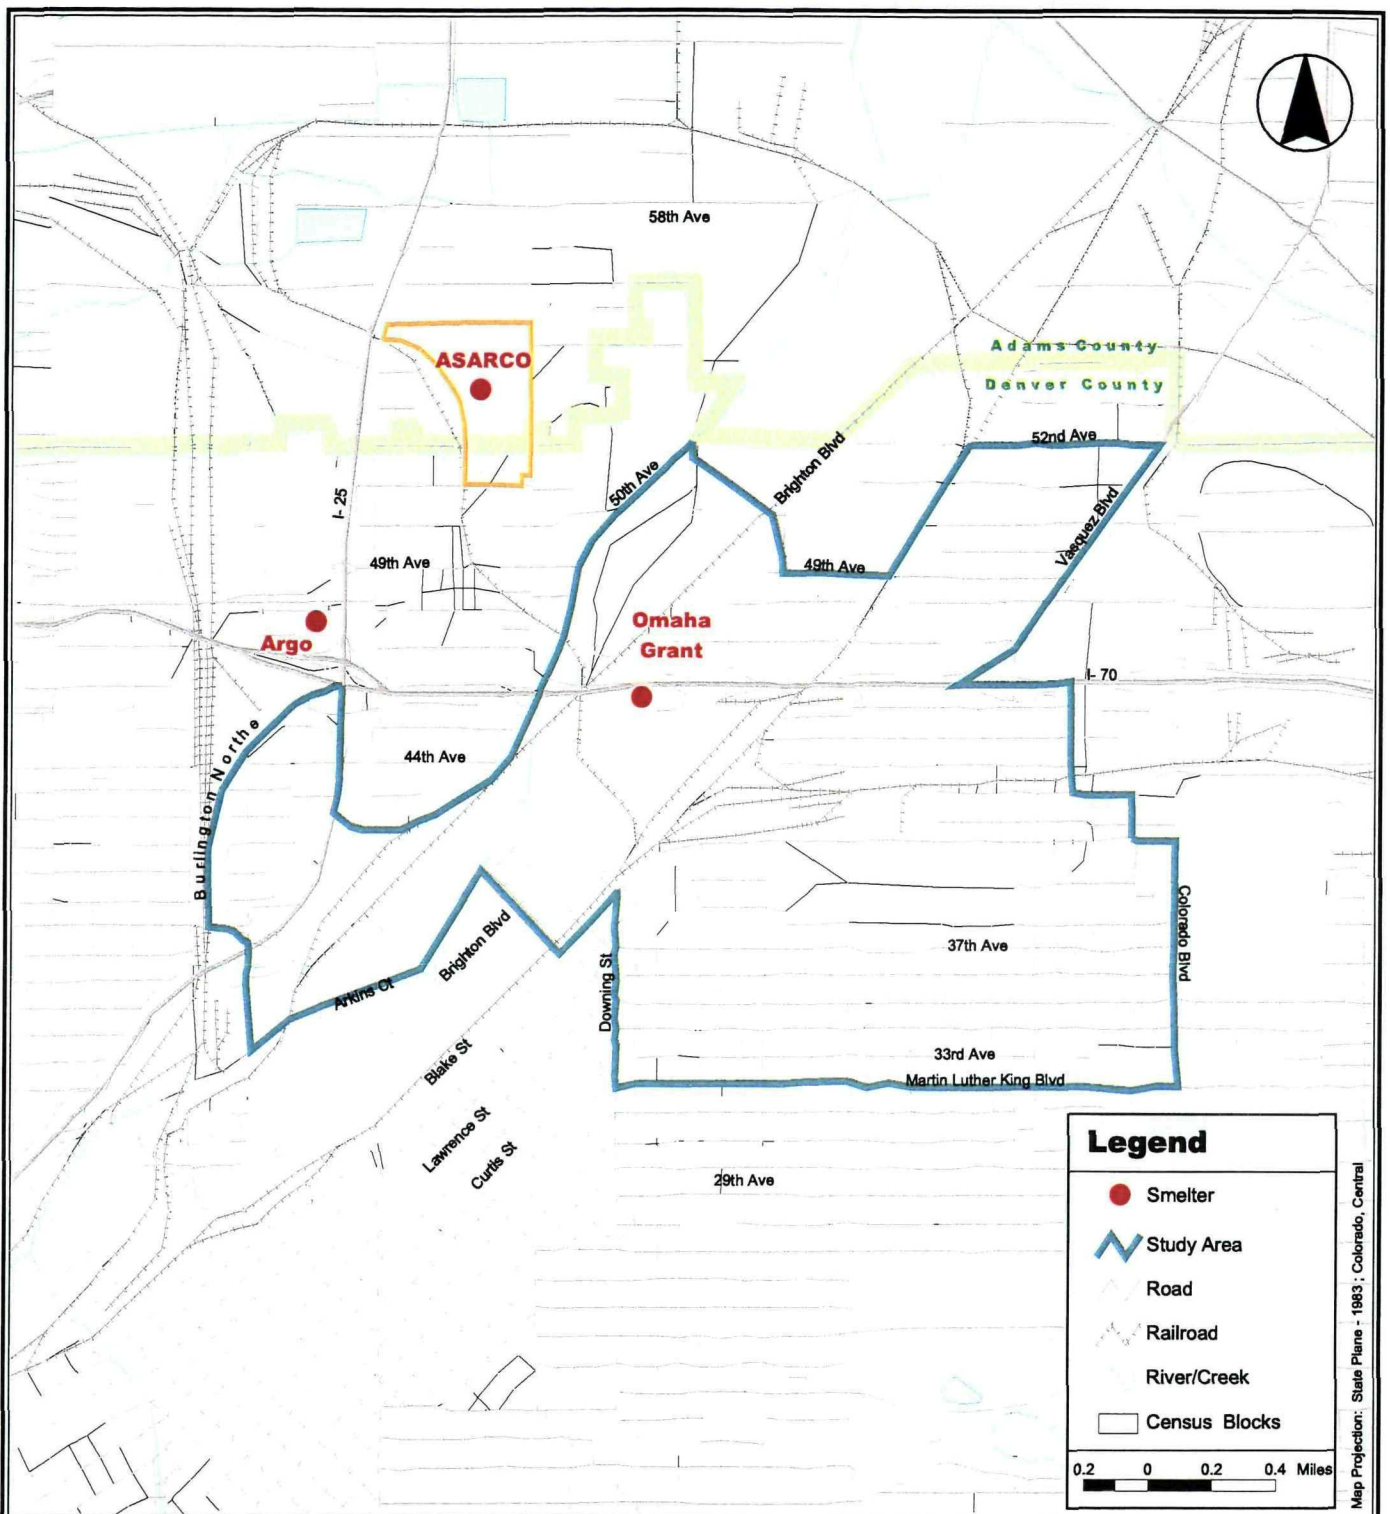 58th Ave
ASARCO
Adams County
Denver County
52nd Ave
Brighton Blvd
50th Ave
I- 25
Vasquez Blvd
49th Ave
49th Ave
Omaha
Grant
Argo
I- 70
Burlington Northe
44th Ave
Colorado Blvd
Brighton Blvd
37th Ave
Arkins Ct
Downing St
33rd Ave
Blake St
Martin Luther King Blvd
Lawrence St
Curtis St
29th Ave
Legend
Smelter
Study Area
Road
Railroad
River/Creek
Census Blocks
0.2 0 0.2 0.4 Miles
Map Projection: State Plane - 1983 ; Colorado, Central